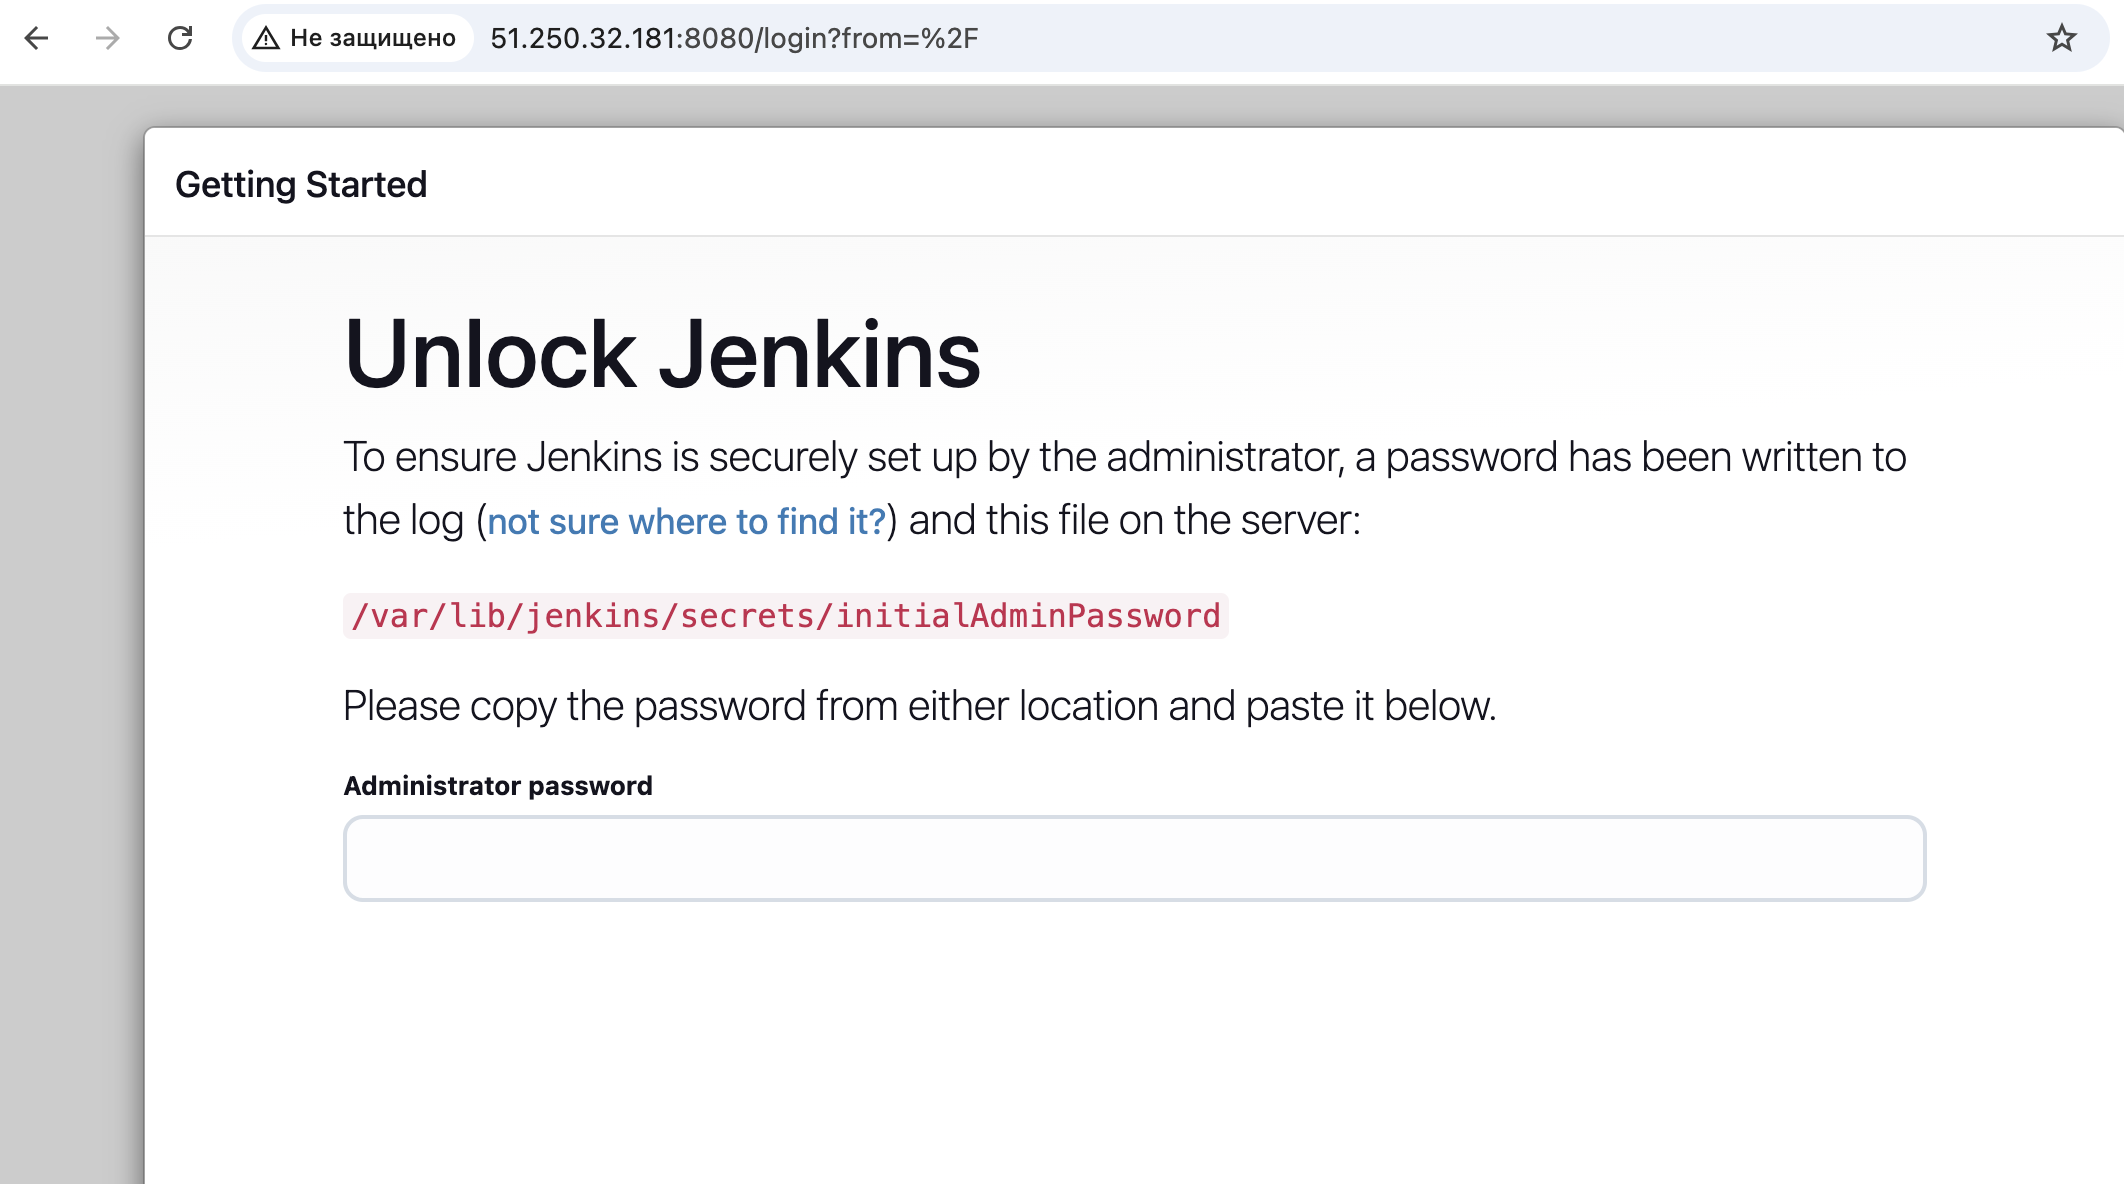 Не защищено 51.250.32.181:8080/login?from=%2F
Getting Started
Unlock Jenkins
To ensure Jenkins is securely set up by the administrator, a password has been written to
the log (not sure where to find it?) and this file on the server:
/var/lib/jenkins/secrets/initialAdminPassword
Please copy the password from either location and paste it below.
Administrator password